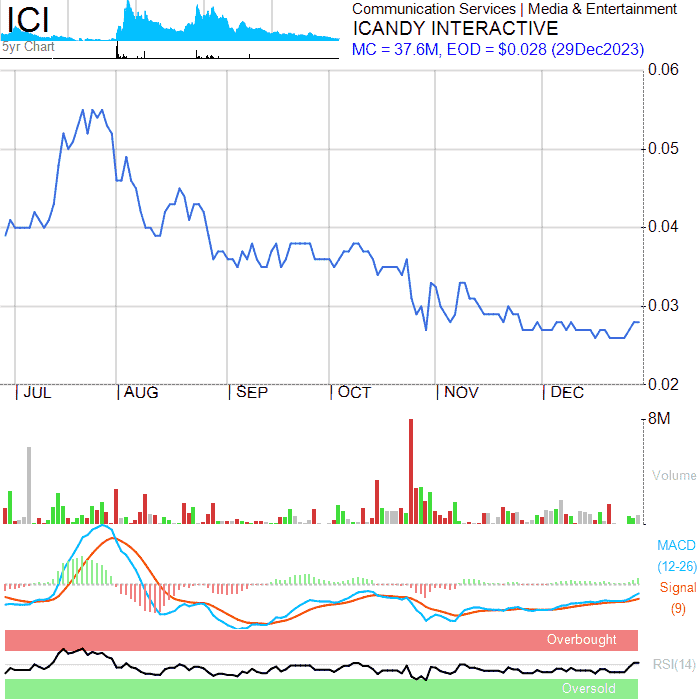 ICI
5yr Chart
Communication Services | Media & Entertainment
ICANDY INTERACTIVE
MC = 37.6M, EOD = $0.028 (29Dec2023)
0.06
0.05
0.04
0.03
0.02
| JUL | AUG | SEP | OCT | NOV | DEC
8M
Volume
MACD
(12-26)
Signal
(9)
Overbought
RSI(14)
Oversold